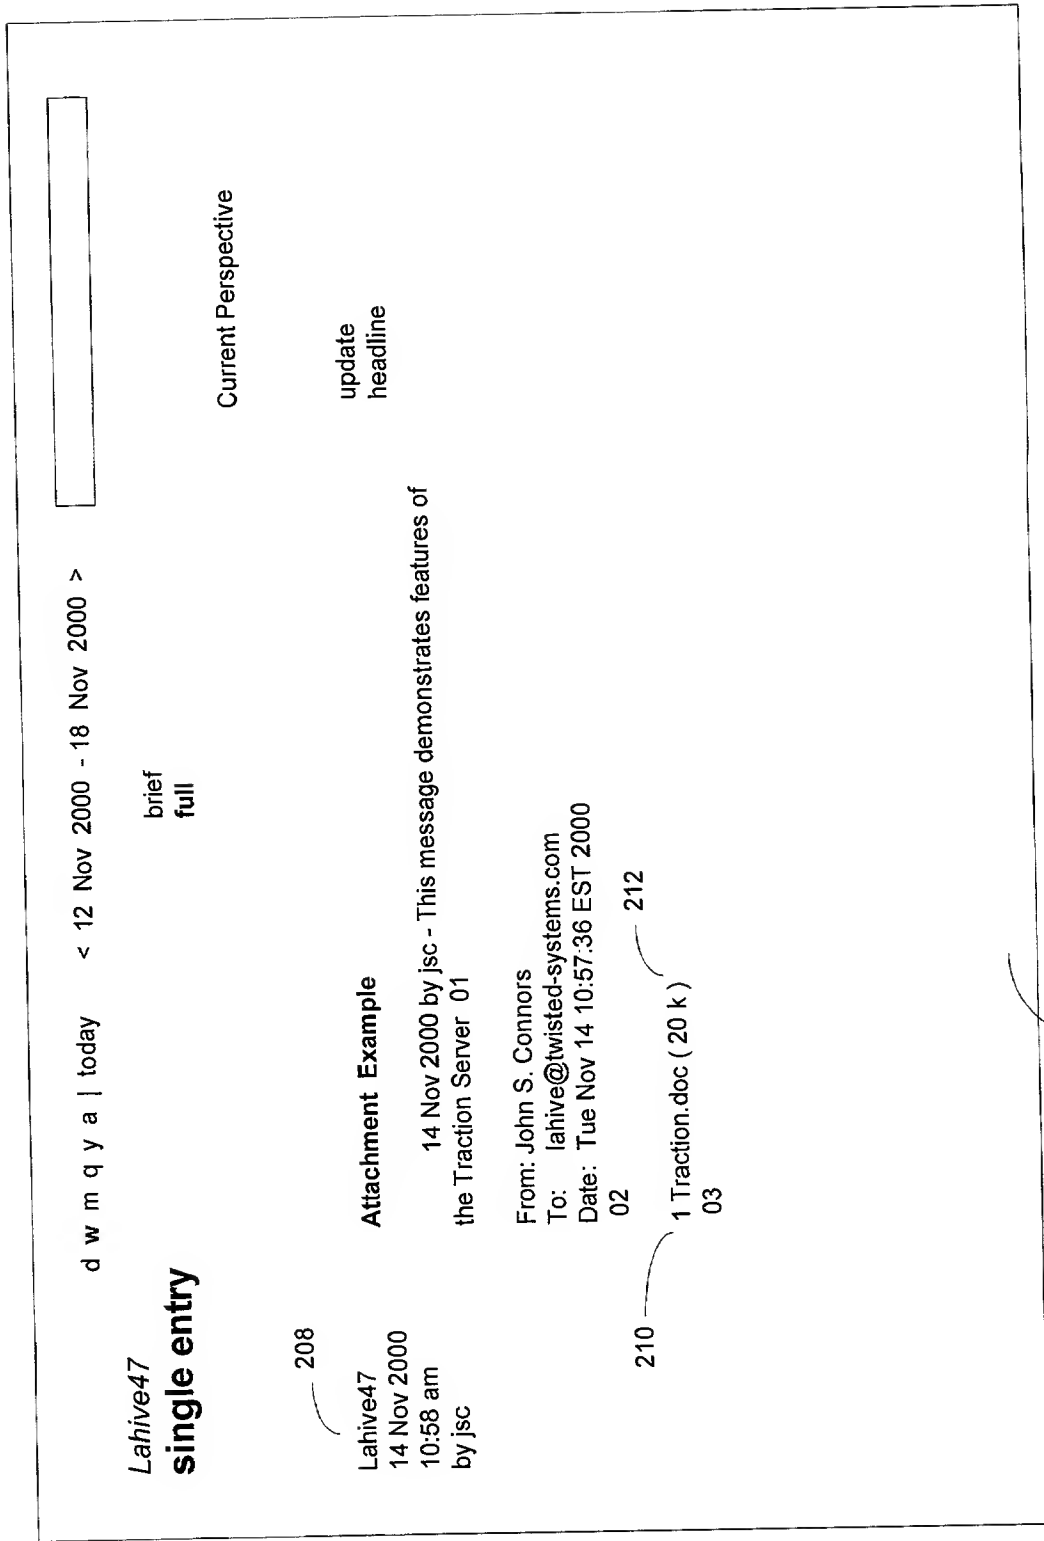 d w m q y a | today < 12 Nov 2000 - 18 Nov 2000 >
Lahive47
single entry
brief
full
Current Perspective
208
Lahive47
14 Nov 2000
10:58 am
by jsc
Attachment Example
update
headline
14 Nov 2000 by jsc - This message demonstrates features of
the Traction Server 01
From: John S. Connors
To: lahive@twisted-systems.com
Date: Tue Nov 14 10:57:36 EST 2000
02
212
210
1 Traction.doc ( 20 k )
03